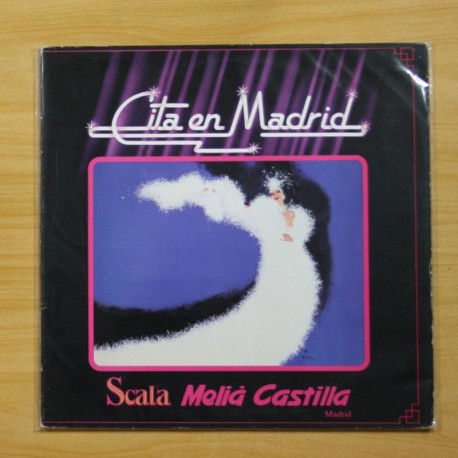 Cita en Madrid
Scala Meliá Castilla
Madrid